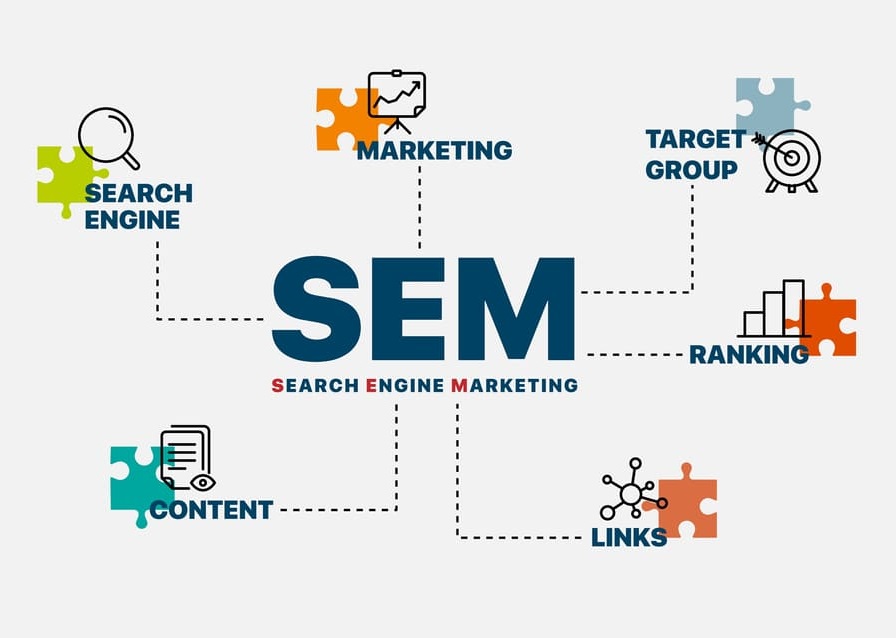 MARKETING
TARGET
GROUP
SEARCH
ENGINE
SEM
SEARCH ENGINE MARKETING
RANKING
CONTENT
LINKS